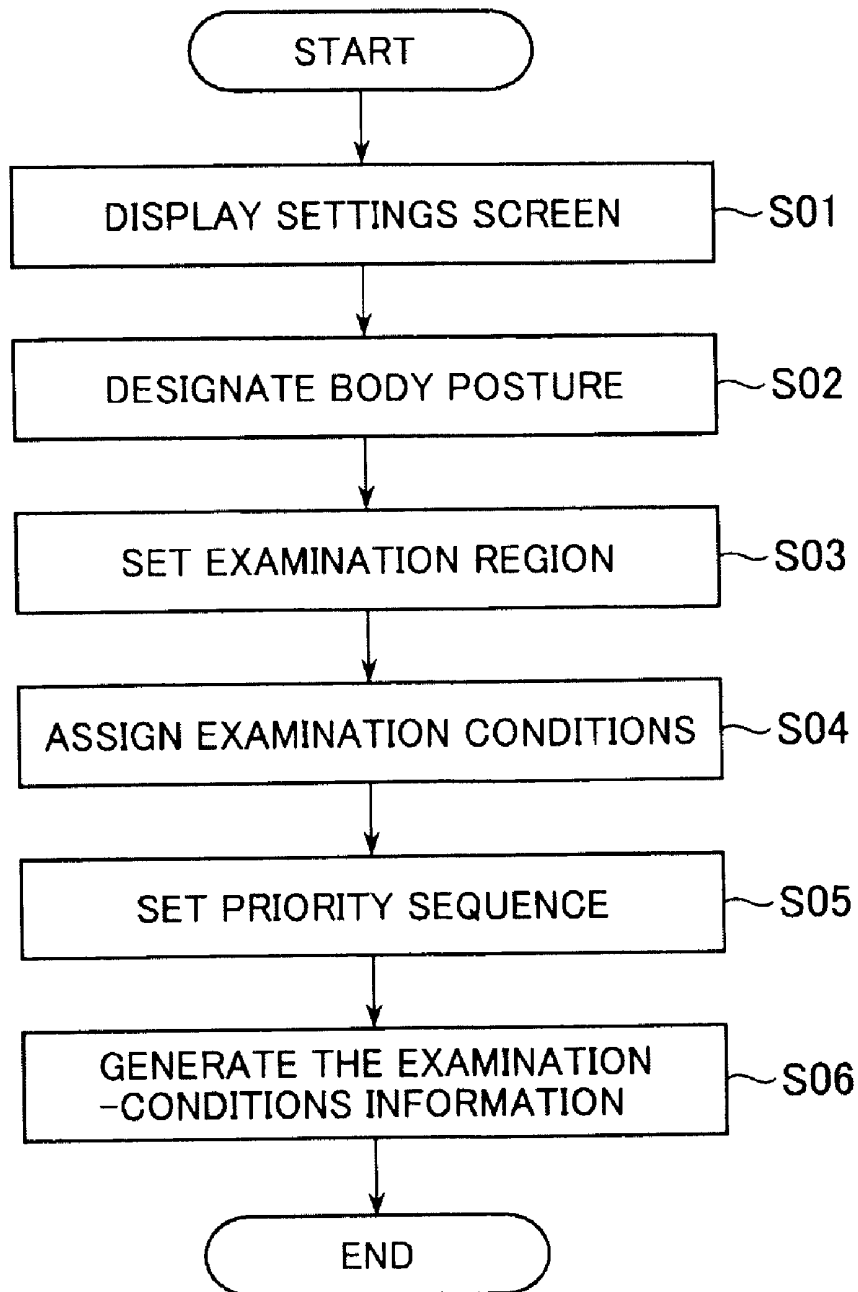 START
DISPLAY SETTINGS SCREEN
S01
DESIGNATE BODY POSTURE
S02
SET EXAMINATION REGION
S03
ASSIGN EXAMINATION CONDITIONS
S04
SET PRIORITY SEQUENCE
S05
GENERATE THE EXAMINATION
-CONDITIONS INFORMATION
S06
END